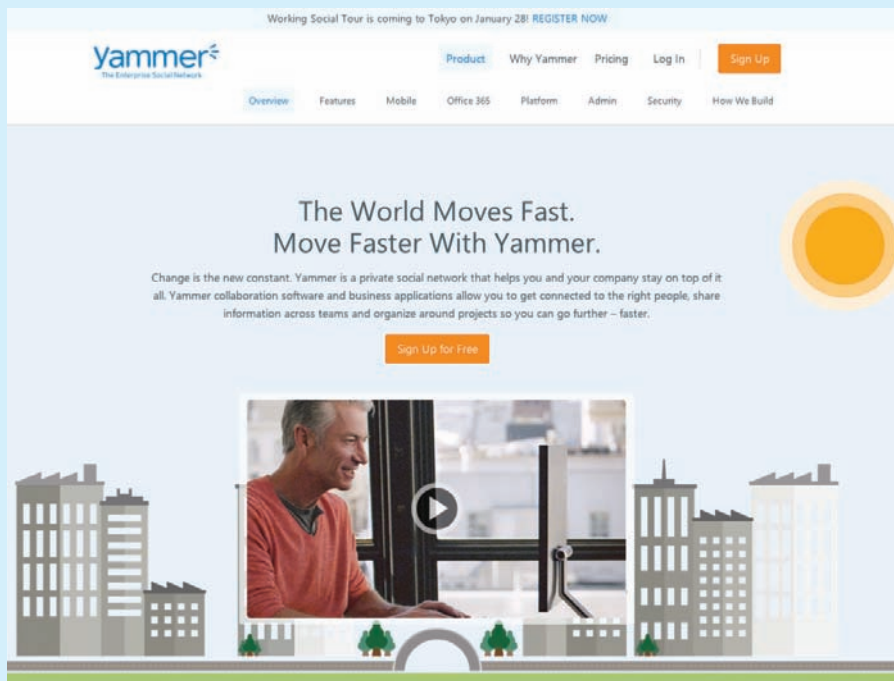 Working Social Tour is coming to Tokyo on January 28! REGISTER NOW
yammer
The Enterprise Social Network
Product Why Yammer Pricing Log In Sign Up
Overview Features Mobile Office 365 Platform Admin Security How We Build
The World Moves Fast.
Move Faster With Yammer.
Change is the new constant. Yammer is a private social network that helps you and your company stay on top of it
all. Yammer collaboration software and business applications allow you to get connected to the right people, share
information across teams and organize around projects so you can go further – faster.
Sign Up for Free